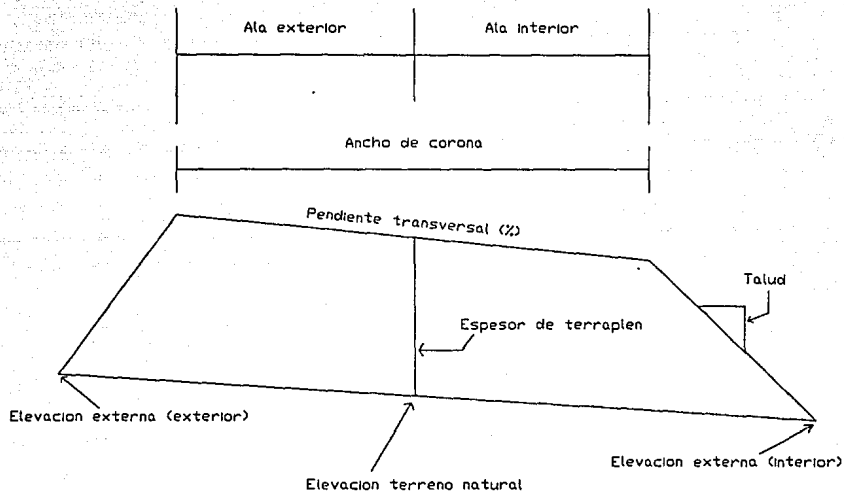 Ala exterior
Ala interior
Ancho de corona
Pendiente transversal (%)
Talud
Espesor de terraplen
Elevacion externa (exterior)
Elevacion externa (interior)
Elevacion terreno natural